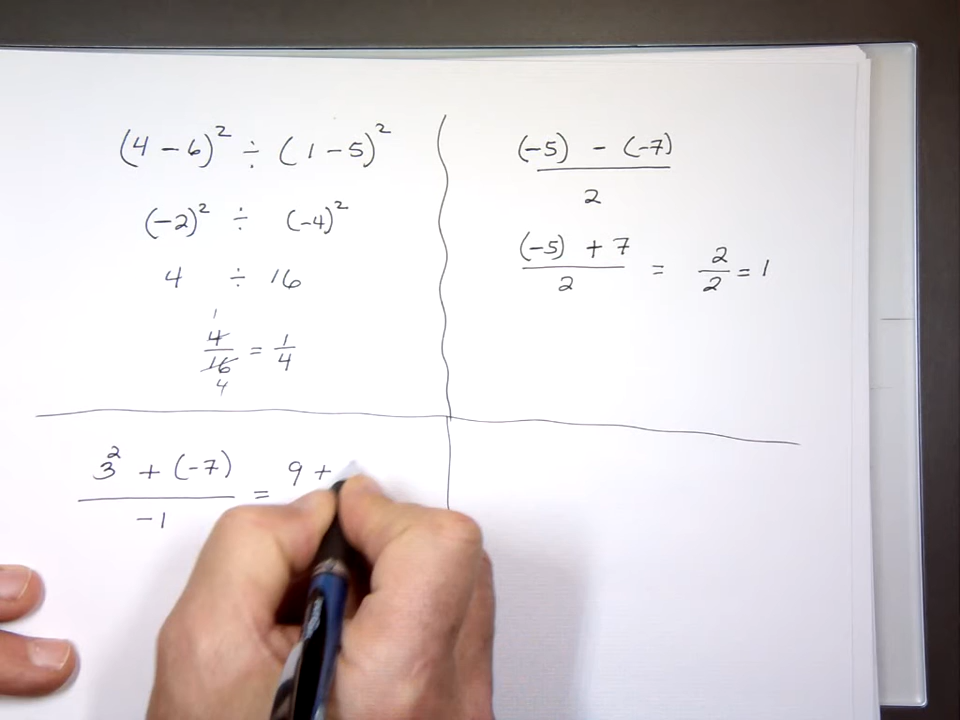 (4 - 6)² ÷ (1 - 5)²
(-2)² ÷ (-4)²
4 ÷ 16
1
4/16 = 1/4
4
(-5) - (-7)
2
(-5) + 7
2
= 2/2 = 1
3² + (-7)
-1
= 9 +